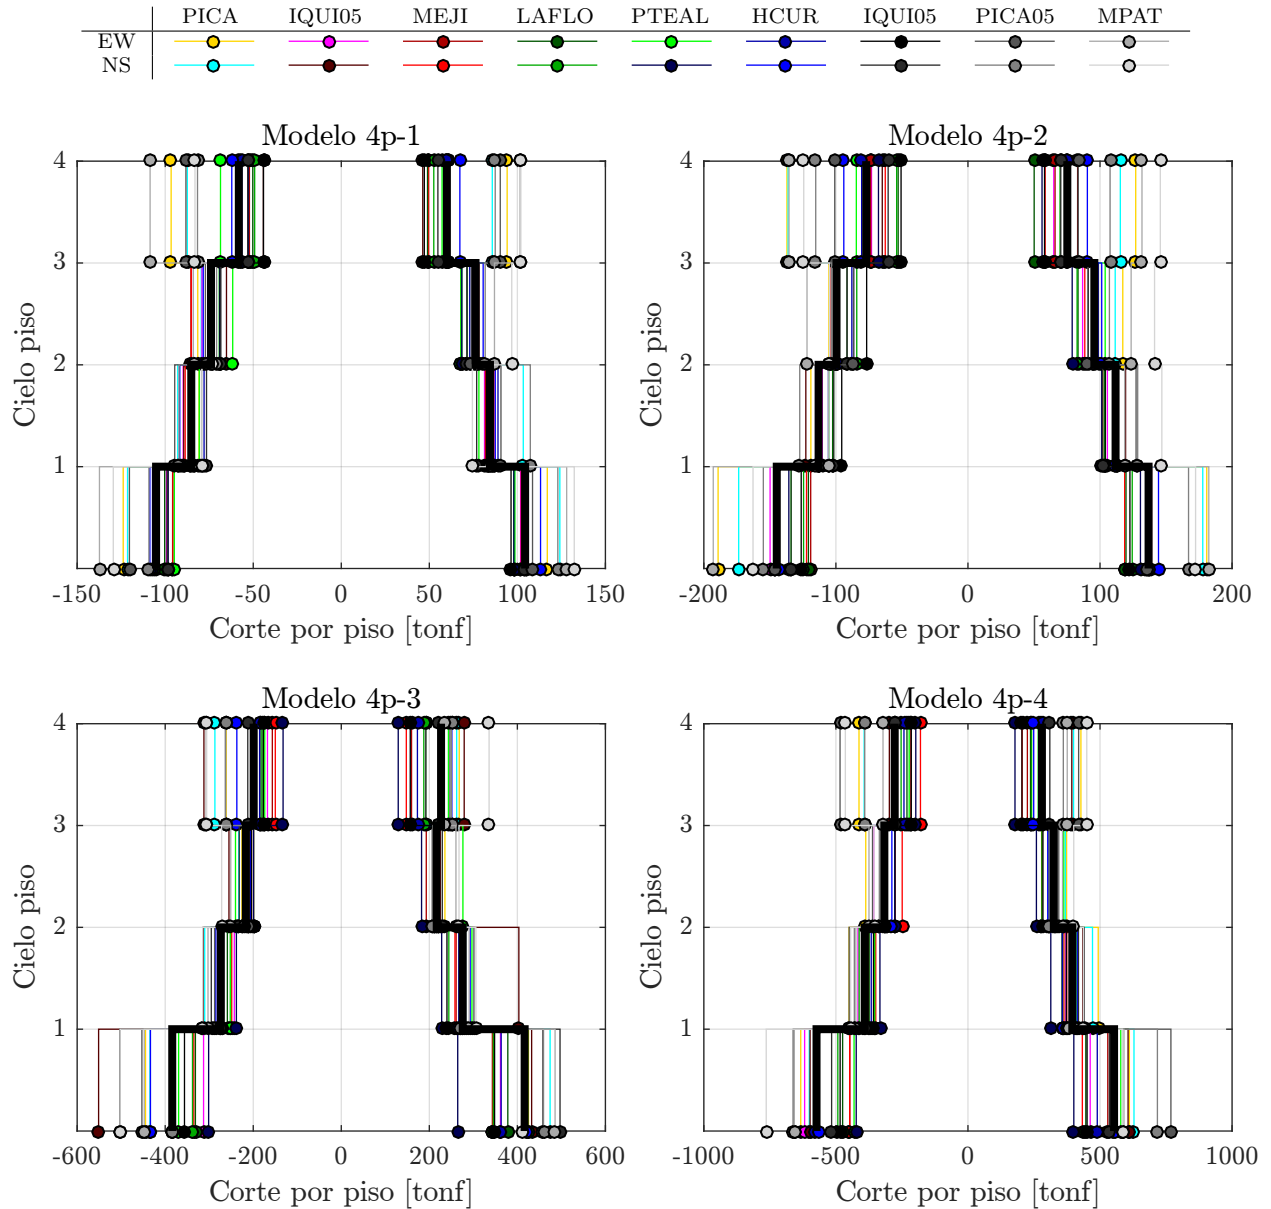 PICA IQUI05 MEJI LAFLO PTEAL HCUR IQUI05 PICA05 MPAT
EW
NS
Modelo 4p-1
Cielo piso
4
3
2
1
-150 -100 -50 0 50 100 150
Corte por piso [tonf]
Modelo 4p-2
Cielo piso
4
3
2
1
-200 -100 0 100 200
Corte por piso [tonf]
Modelo 4p-3
Cielo piso
4
3
2
1
-600 -400 -200 0 200 400 600
Corte por piso [tonf]
Modelo 4p-4
Cielo piso
4
3
2
1
-1000 -500 0 500 1000
Corte por piso [tonf]